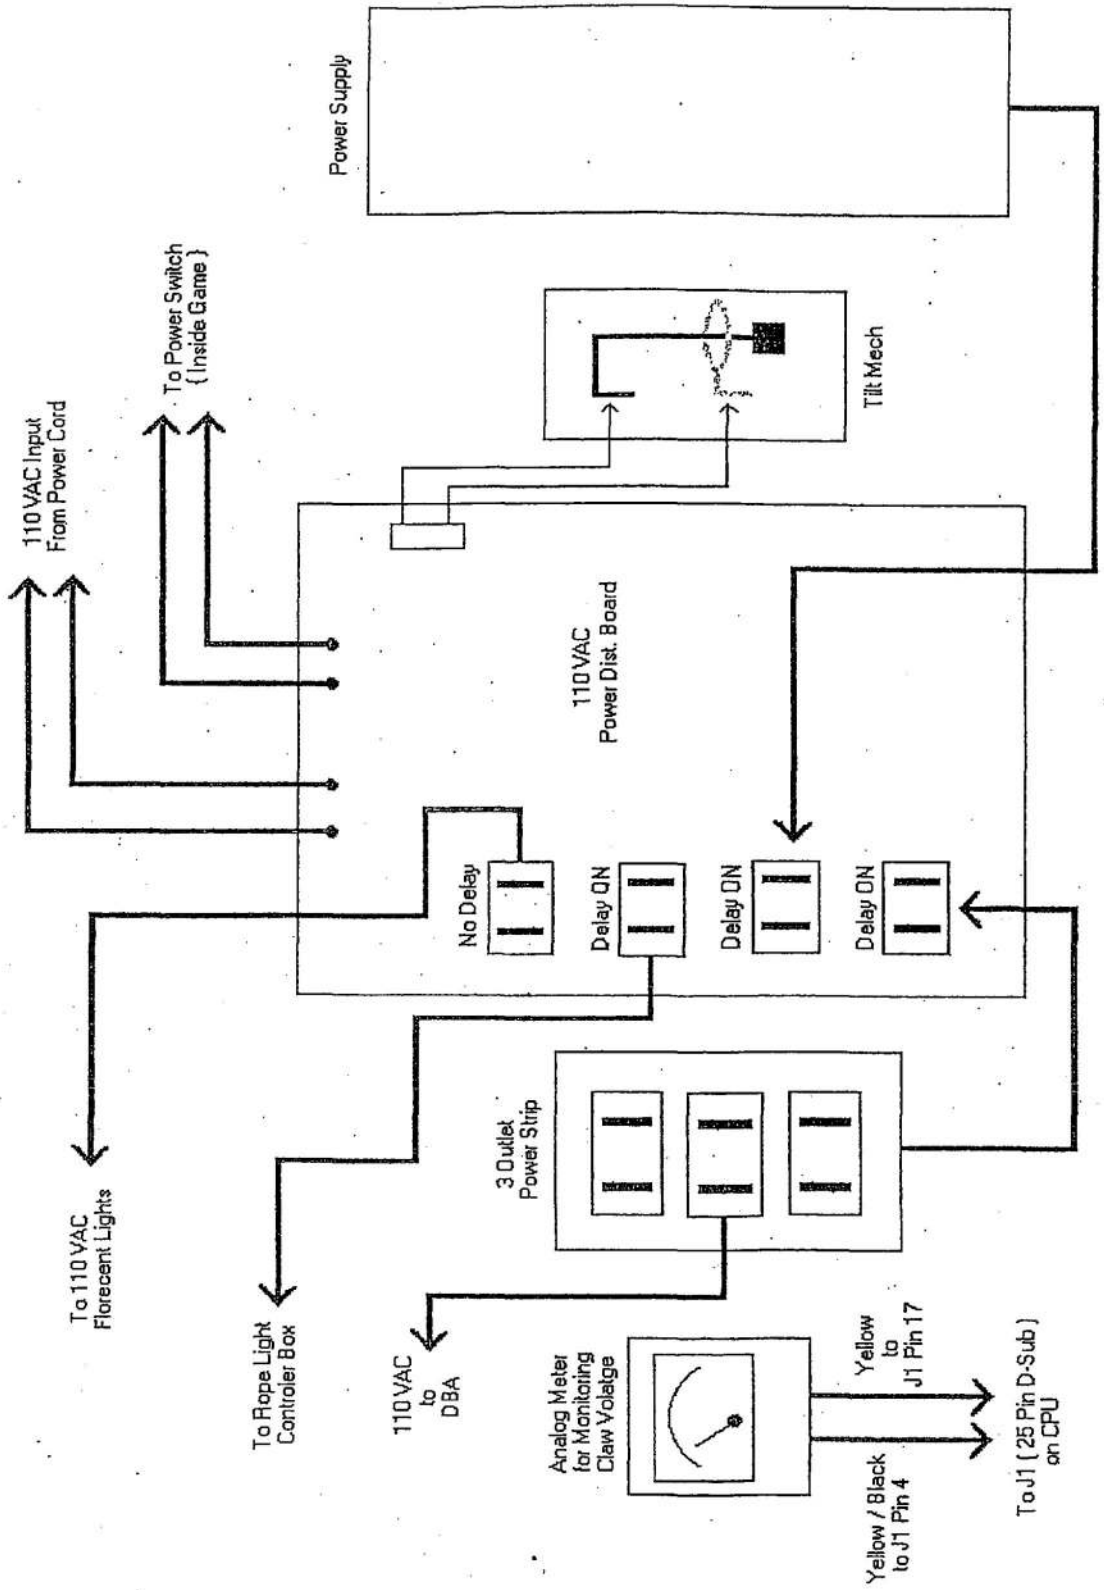 To 110 VAC
Florecent Lights
110 VAC Input
From Power Cord
To Power Switch
{ Inside Game }
Power Supply
To Rope Light
Controler Box
110 VAC
to
DBA
3 Outlet
Power Strip
No Delay
Delay ON
Delay ON
Delay ON
110 VAC
Power Dist. Board
Tilt Mech
Analog Meter
for Monitoring
Claw Volatge
Yellow / Black
to J1 Pin 4
Yellow
to
J1 Pin 17
To J1 ( 25 Pin D-Sub )
on CPU